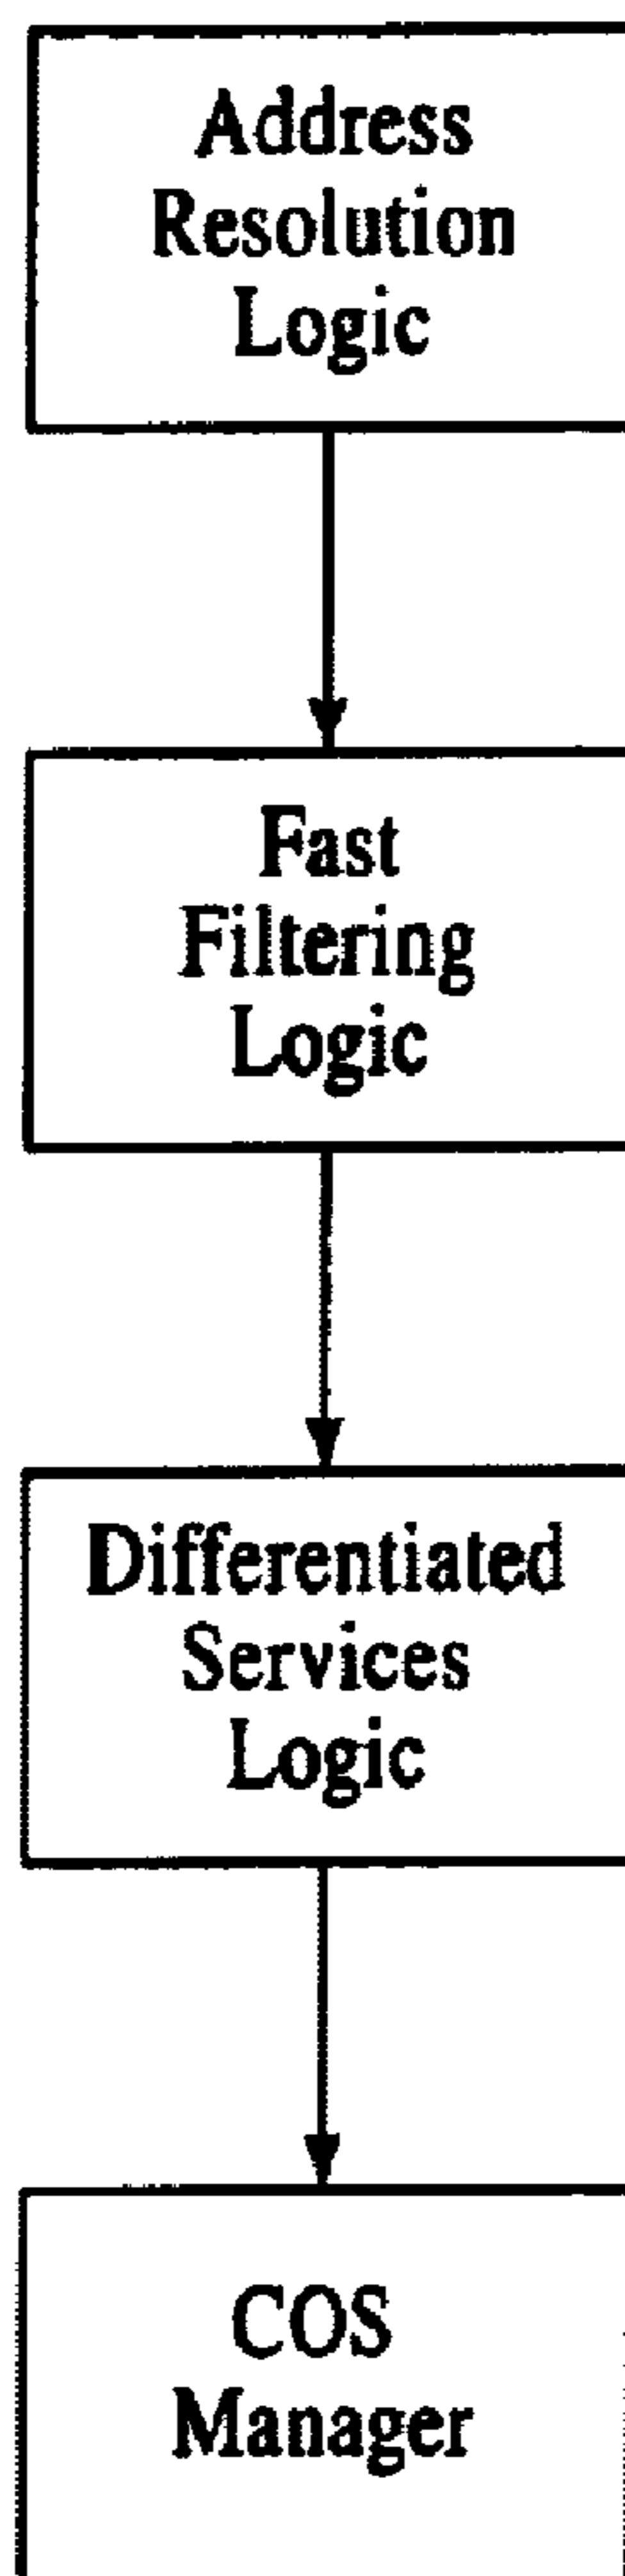 Address
Resolution
Logic
Fast
Filtering
Logic
Differentiated
Services
Logic
COS
Manager